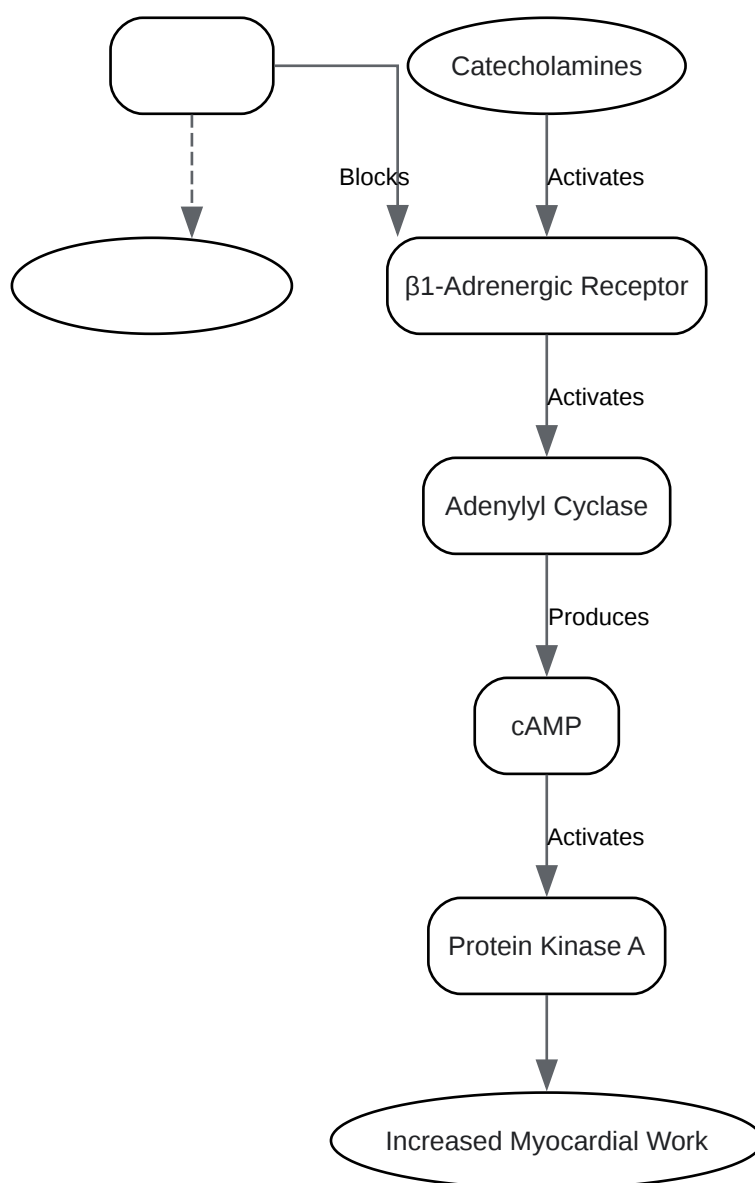 Catecholamines
Blocks
Activates
β1-Adrenergic Receptor
Activates
Adenylyl Cyclase
Produces
cAMP
Activates
Protein Kinase A
Increased Myocardial Work